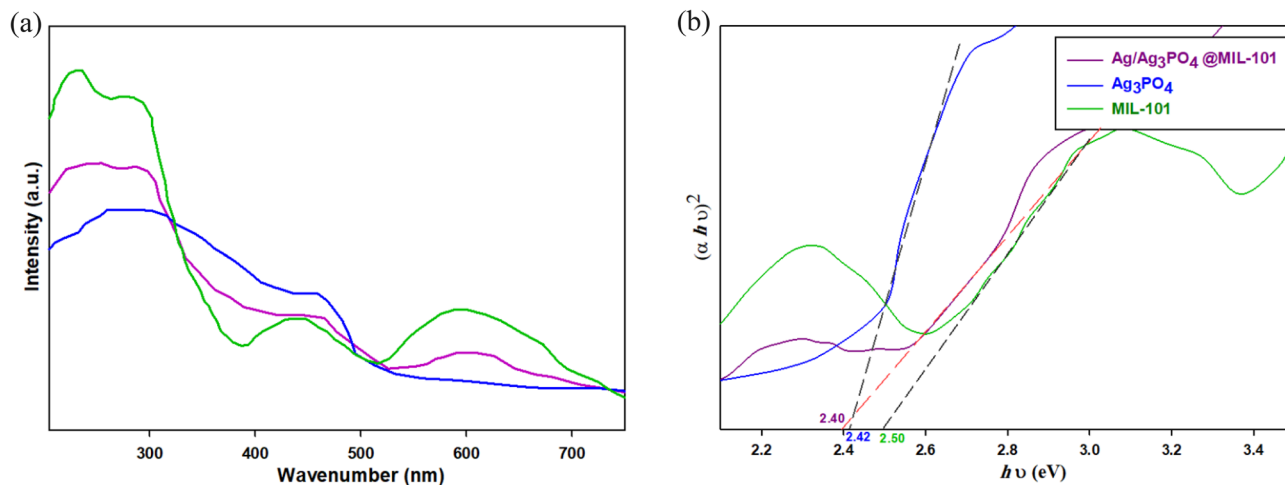 (a)
Intensity (a.u.)
300 400 500 600 700
Wavenumber (nm)
(b)
Ag/Ag₃PO₄ @MIL-101
Ag₃PO₄
MIL-101
(α h υ)²
2.40
2.42
2.50
2.2 2.4 2.6 2.8 3.0 3.2 3.4
h υ (eV)